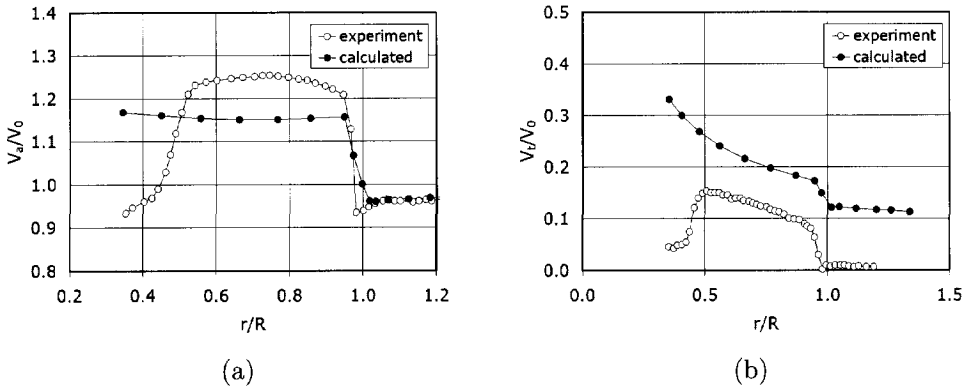 1.4
1.3
1.2
1.1
1.0
0.9
0.8
Va/V0
0.2 0.4 0.6 0.8 1.0 1.2
r/R
experiment
calculated
(a)
0.5
0.4
0.3
0.2
0.1
0.0
Vt/V0
0.0 0.5 1.0 1.5
r/R
experiment
calculated
(b)